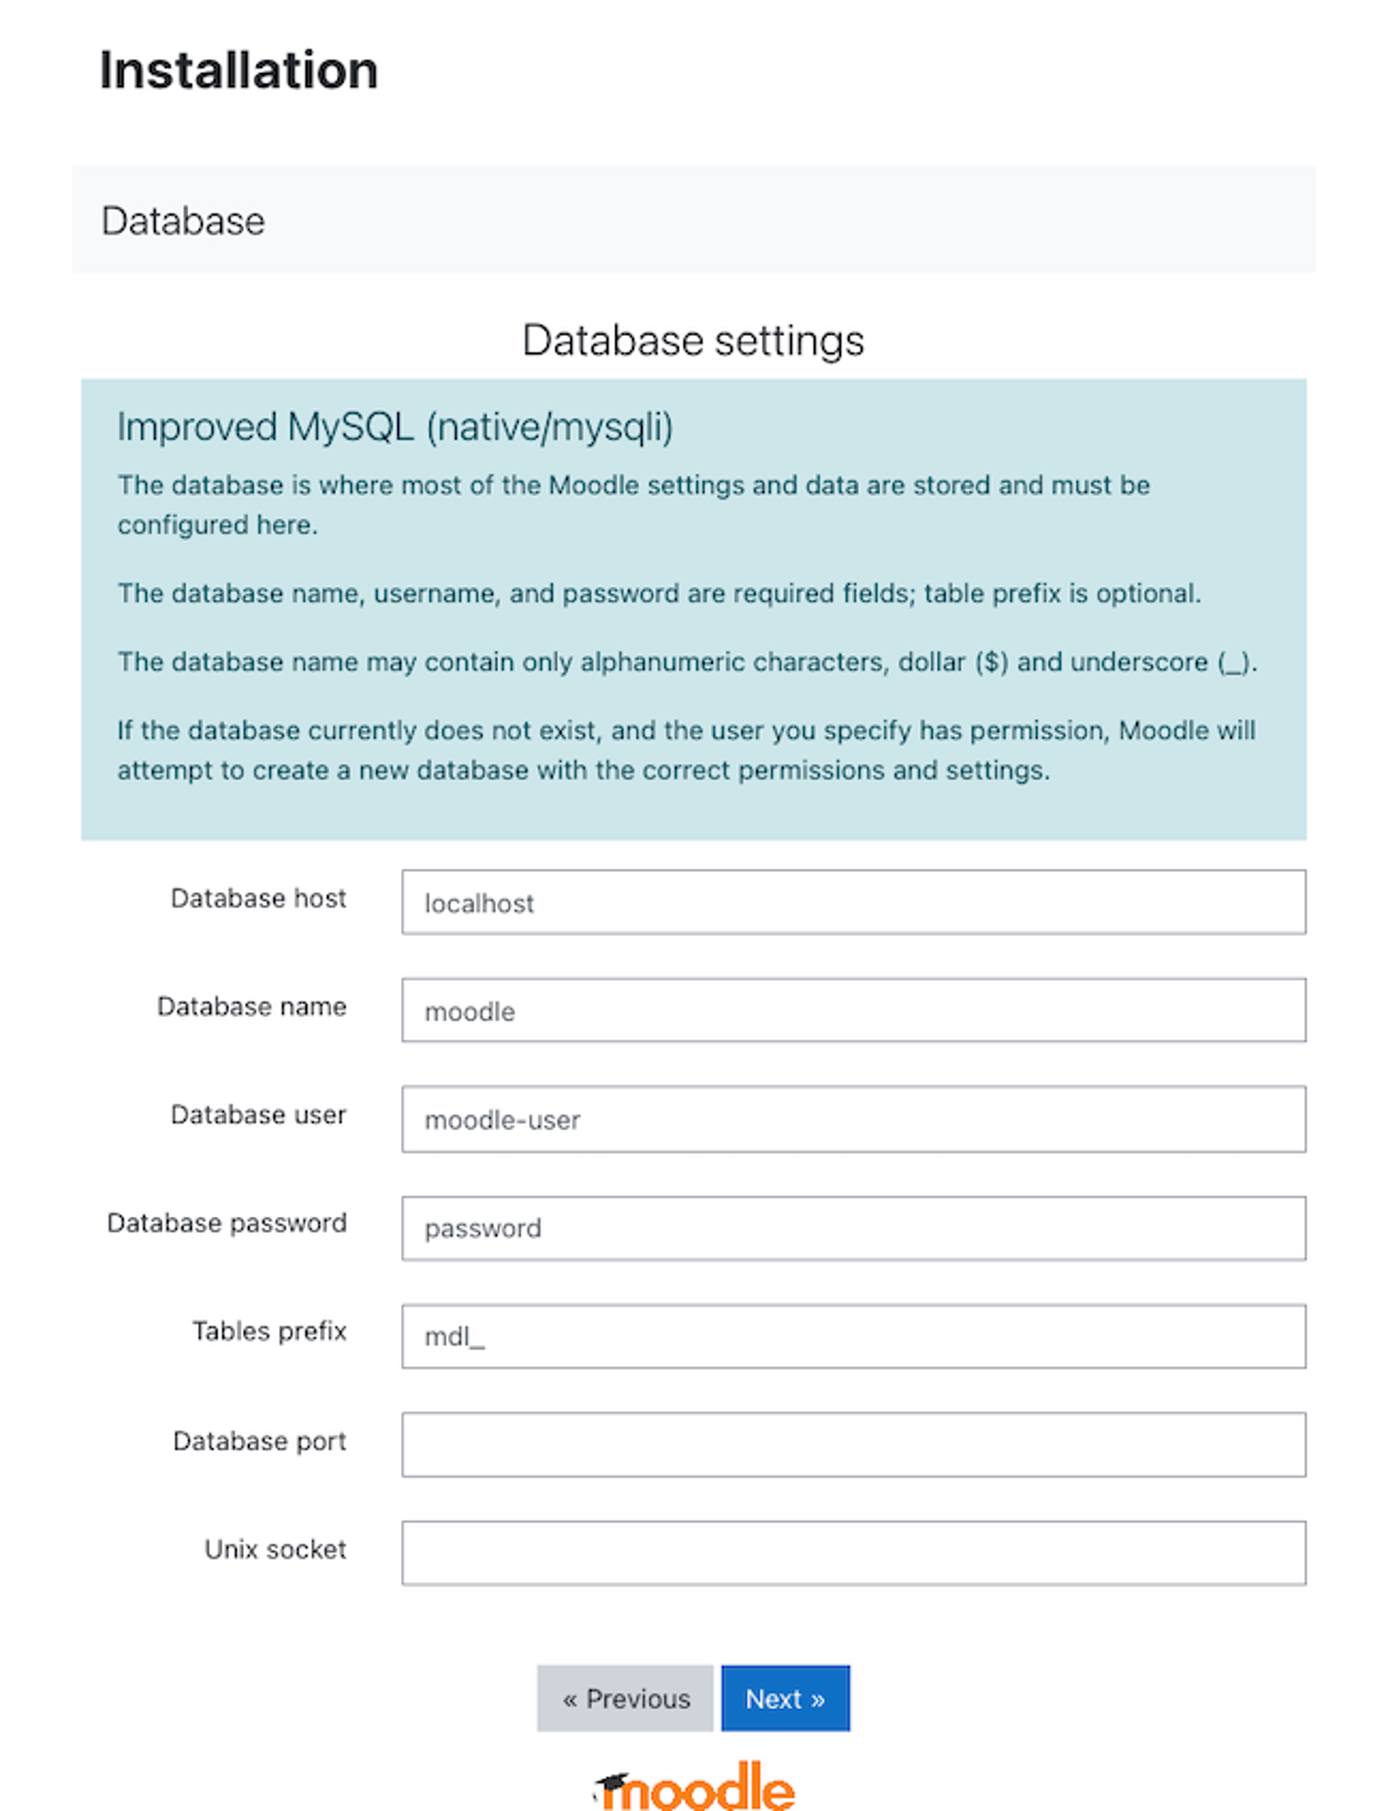 Installation
Database
Database settings
Improved MySQL (native/mysqli)
The database is where most of the Moodle settings and data are stored and must be
configured here.
The database name, username, and password are required fields; table prefix is optional.
The database name may contain only alphanumeric characters, dollar ($) and underscore (_).
If the database currently does not exist, and the user you specify has permission, Moodle will
attempt to create a new database with the correct permissions and settings.
Database host localhost
Database name moodle
Database user moodle-user
Database password password
Tables prefix mdl_
Database port
Unix socket
« Previous Next »
moodle